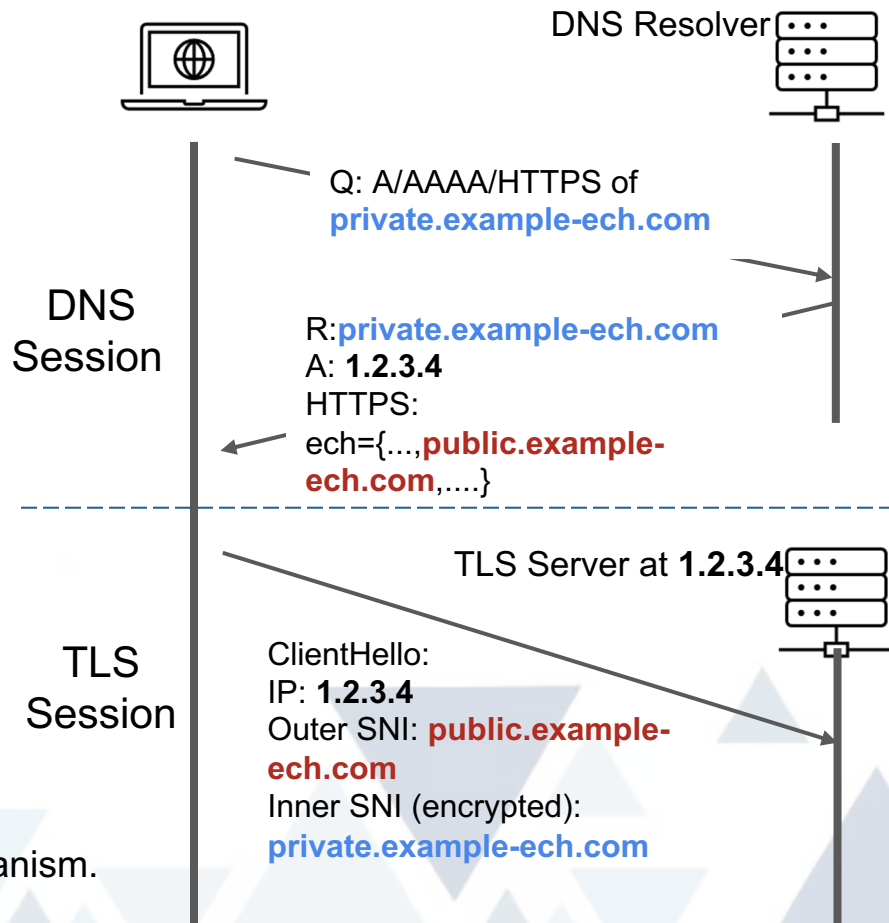 DNS Resolver
Q: A/AAAA/HTTPS of
private.example-ech.com
DNS
Session
R:private.example-ech.com
A: 1.2.3.4
HTTPS:
ech={...,public.example-
ech.com,....}
TLS Server at 1.2.3.4
TLS
Session
ClientHello:
IP: 1.2.3.4
Outer SNI: public.example-
ech.com
Inner SNI (encrypted):
private.example-ech.com
anism.